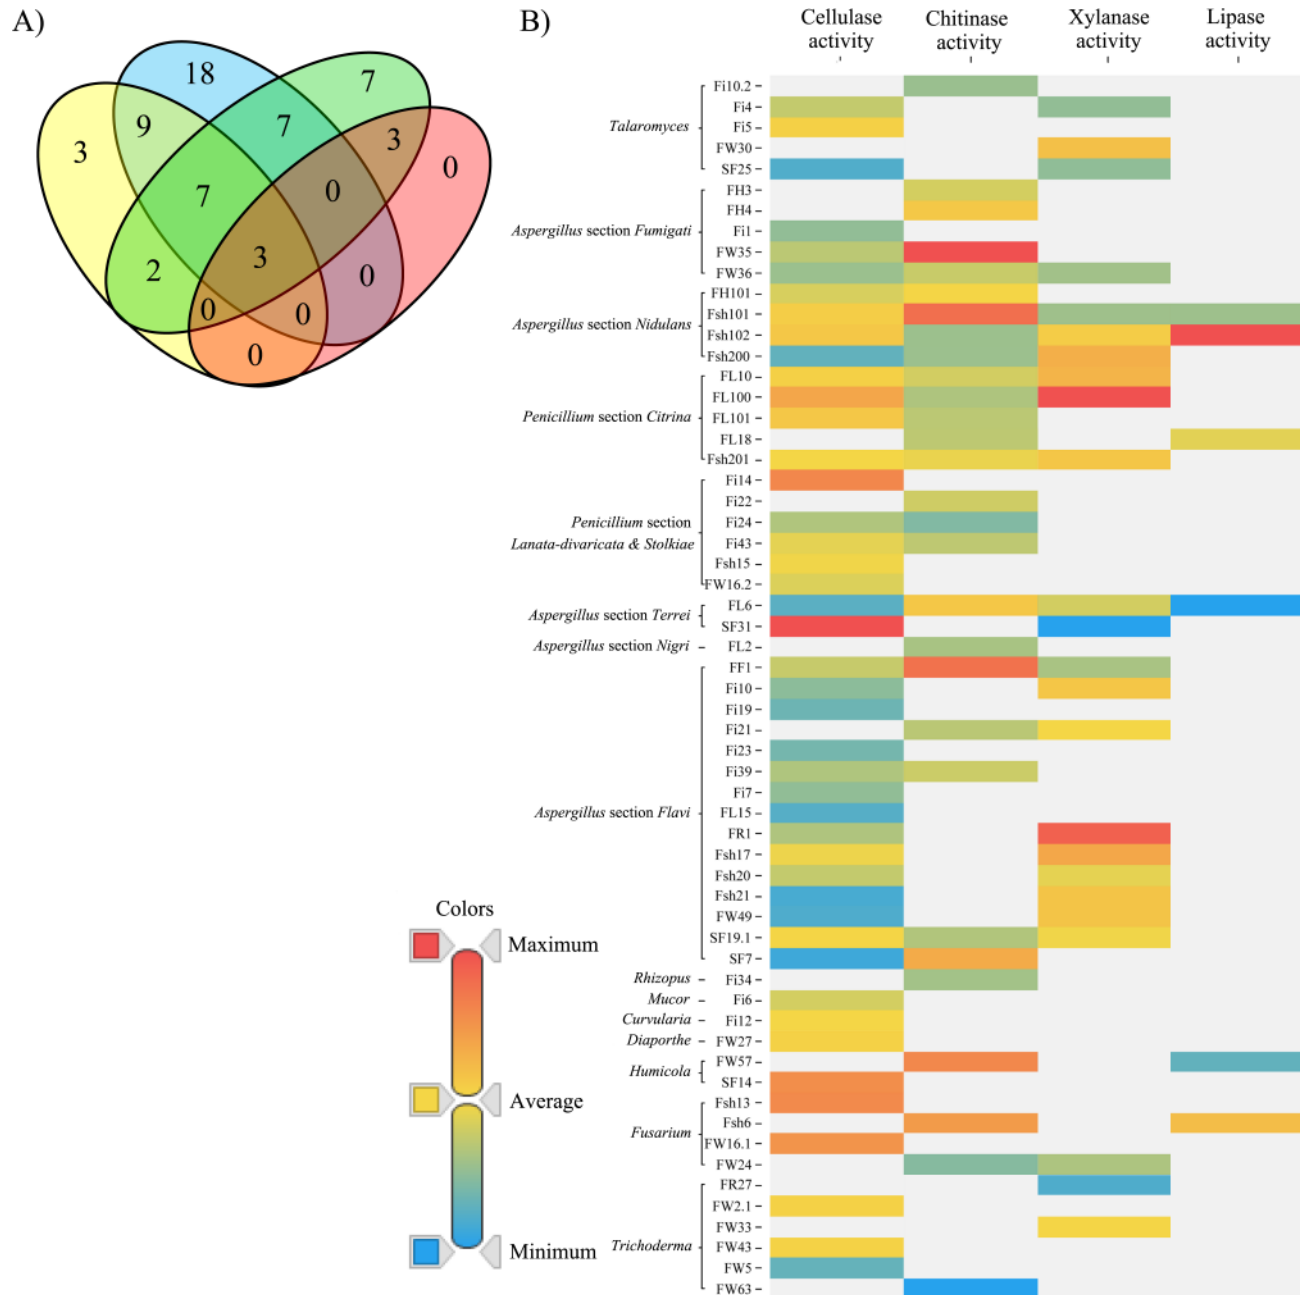 A)
18
7
9
7
3
3
0
0
7
3
2
0
0
0
0
B)
Cellulase
activity
Chitinase
activity
Xylanase
activity
Lipase
activity
Talaromyces
Fi10.2
Fi4
Fi5
FW30
SF25
Aspergillus section Fumigati
FH3
FH4
Fi1
FW35
FW36
Aspergillus section Nidulans
FH101
Fsh101
Fsh102
Fsh200
Penicillium section Citrina
FL10
FL100
FL101
FL18
Fsh201
Penicillium section
Lanata-divaricata & Stolkiae
Fi14
Fi22
Fi24
Fi43
Fsh15
FW16.2
Aspergillus section Terrei
FL6
SF31
Aspergillus section Nigri
FL2
Aspergillus section Flavi
FF1
Fi10
Fi19
Fi21
Fi23
Fi39
Fi7
FL15
FR1
Fsh17
Fsh20
Fsh21
FW49
SF19.1
SF7
Rhizopus
Fi34
Mucor
Fi6
Curvularia
Fi12
Diaporthe
FW27
Humicola
FW57
SF14
Fusarium
Fsh13
Fsh6
FW16.1
FW24
Trichoderma
FR27
FW2.1
FW33
FW43
FW5
FW63
Colors
Maximum
Average
Minimum